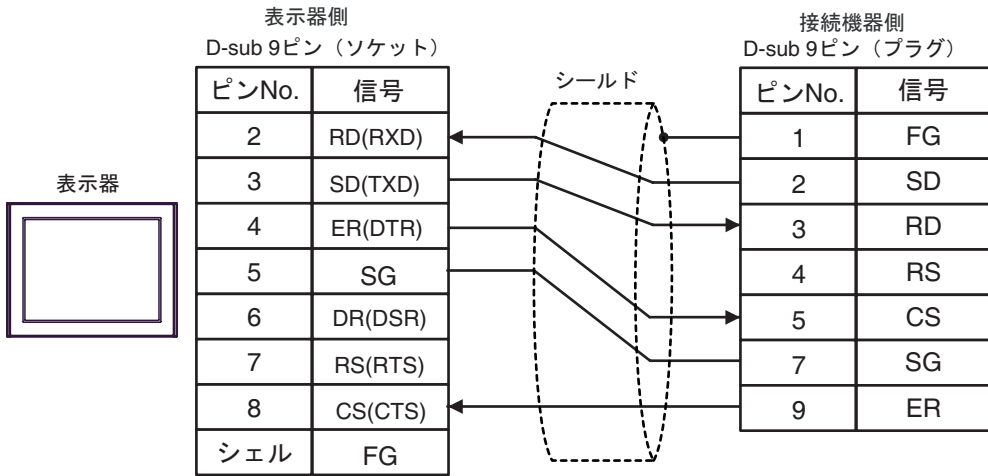 表示器側
D-sub 9ピン（ソケット）
ピンNo. 信号
2 RD(RXD)
3 SD(TXD)
4 ER(DTR)
5 SG
6 DR(DSR)
7 RS(RTS)
8 CS(CTS)
シェル FG
表示器
シールド
接続機器側
D-sub 9ピン（プラグ）
ピンNo. 信号
1 FG
2 SD
3 RD
4 RS
5 CS
7 SG
9 ER